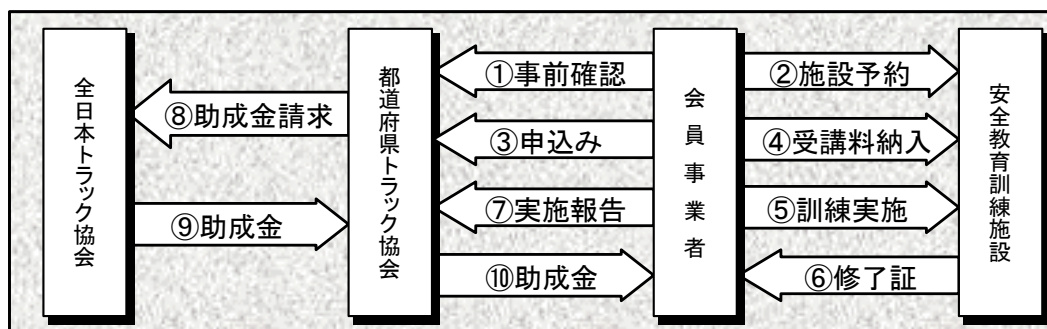 全日本トラック協会
⑧助成金請求
⑨助成金
都道府県トラック協会
①事前確認
③申込み
⑦実施報告
⑩助成金
会員事業者
②施設予約
④受講料納入
⑤訓練実施
⑥修了証
安全教育訓練施設